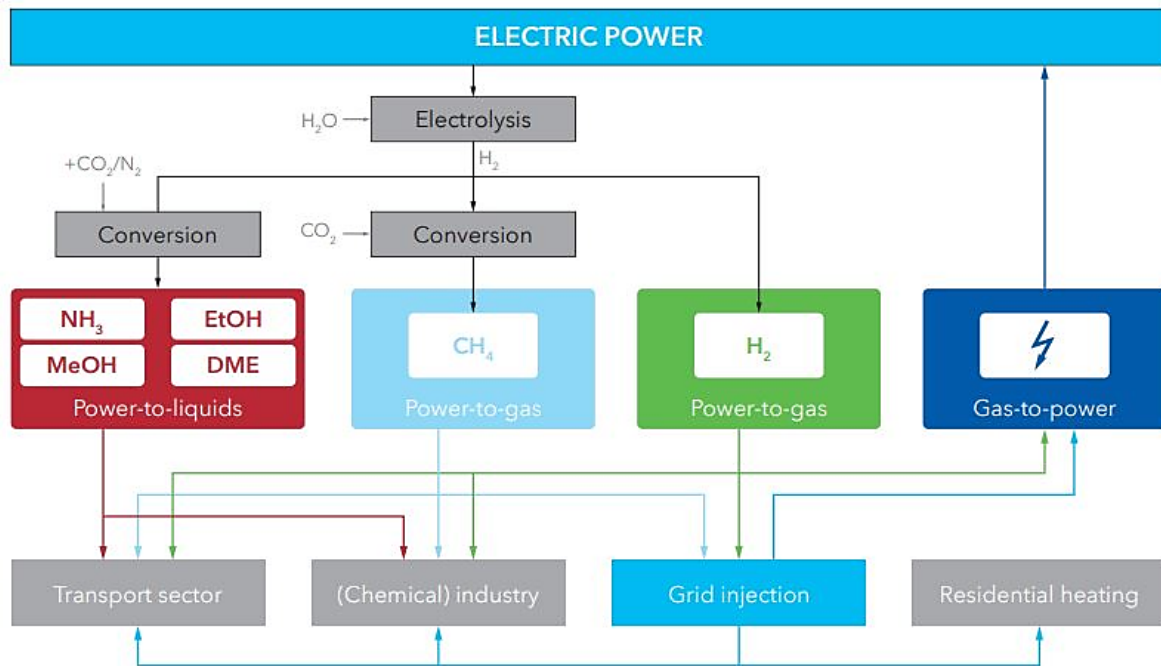 ELECTRIC POWER
H₂O
Electrolysis
H₂
+CO₂/N₂
Conversion
CO₂
Conversion
NH₃
EtOH
MeOH
DME
Power-to-liquids
CH₄
Power-to-gas
H₂
Power-to-gas
Gas-to-power
Transport sector
(Chemical) industry
Grid injection
Residential heating